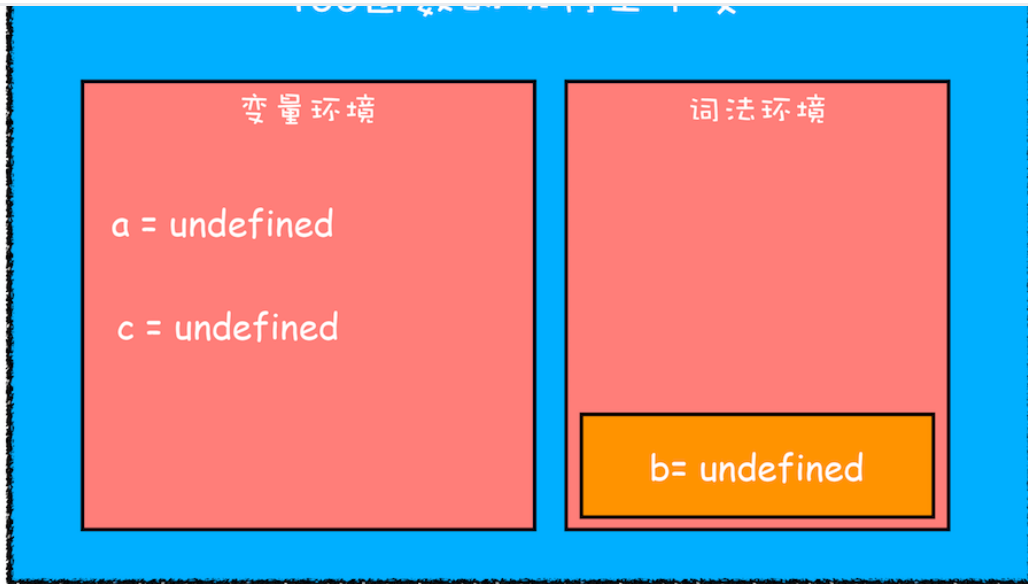 变量环境
词法环境
a = undefined
c = undefined
b= undefined